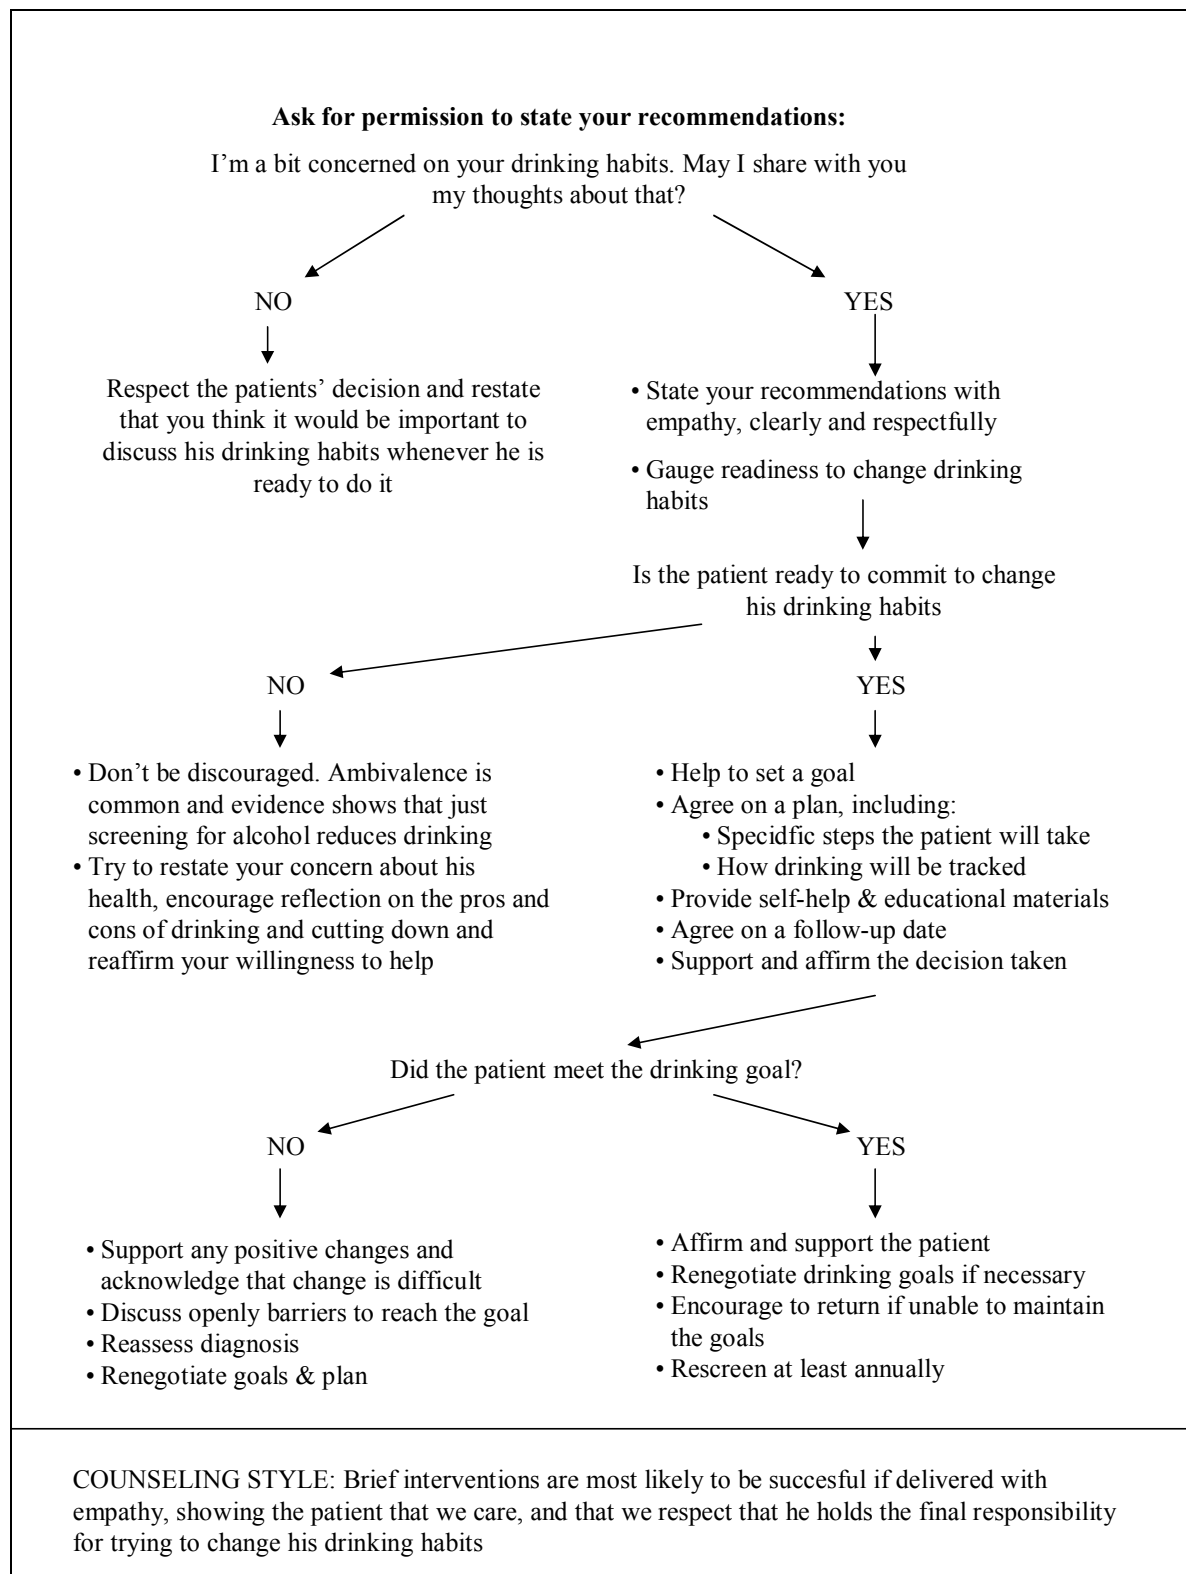 Ask for permission to state your recommendations:
I’m a bit concerned on your drinking habits. May I share with you
my thoughts about that?
NO
YES
Respect the patients’ decision and restate
that you think it would be important to
discuss his drinking habits whenever he is
ready to do it
• State your recommendations with
empathy, clearly and respectfully
• Gauge readiness to change drinking
habits
Is the patient ready to commit to change
his drinking habits
NO
YES
• Don’t be discouraged. Ambivalence is
common and evidence shows that just
screening for alcohol reduces drinking
• Try to restate your concern about his
health, encourage reflection on the pros and
cons of drinking and cutting down and
reaffirm your willingness to help
• Help to set a goal
• Agree on a plan, including:
• Specidfic steps the patient will take
• How drinking will be tracked
• Provide self-help & educational materials
• Agree on a follow-up date
• Support and affirm the decision taken
Did the patient meet the drinking goal?
NO
YES
• Support any positive changes and
acknowledge that change is difficult
• Discuss openly barriers to reach the goal
• Reassess diagnosis
• Renegotiate goals & plan
• Affirm and support the patient
• Renegotiate drinking goals if necessary
• Encourage to return if unable to maintain
the goals
• Rescreen at least annually
COUNSELING STYLE: Brief interventions are most likely to be succesful if delivered with
empathy, showing the patient that we care, and that we respect that he holds the final responsibility
for trying to change his drinking habits